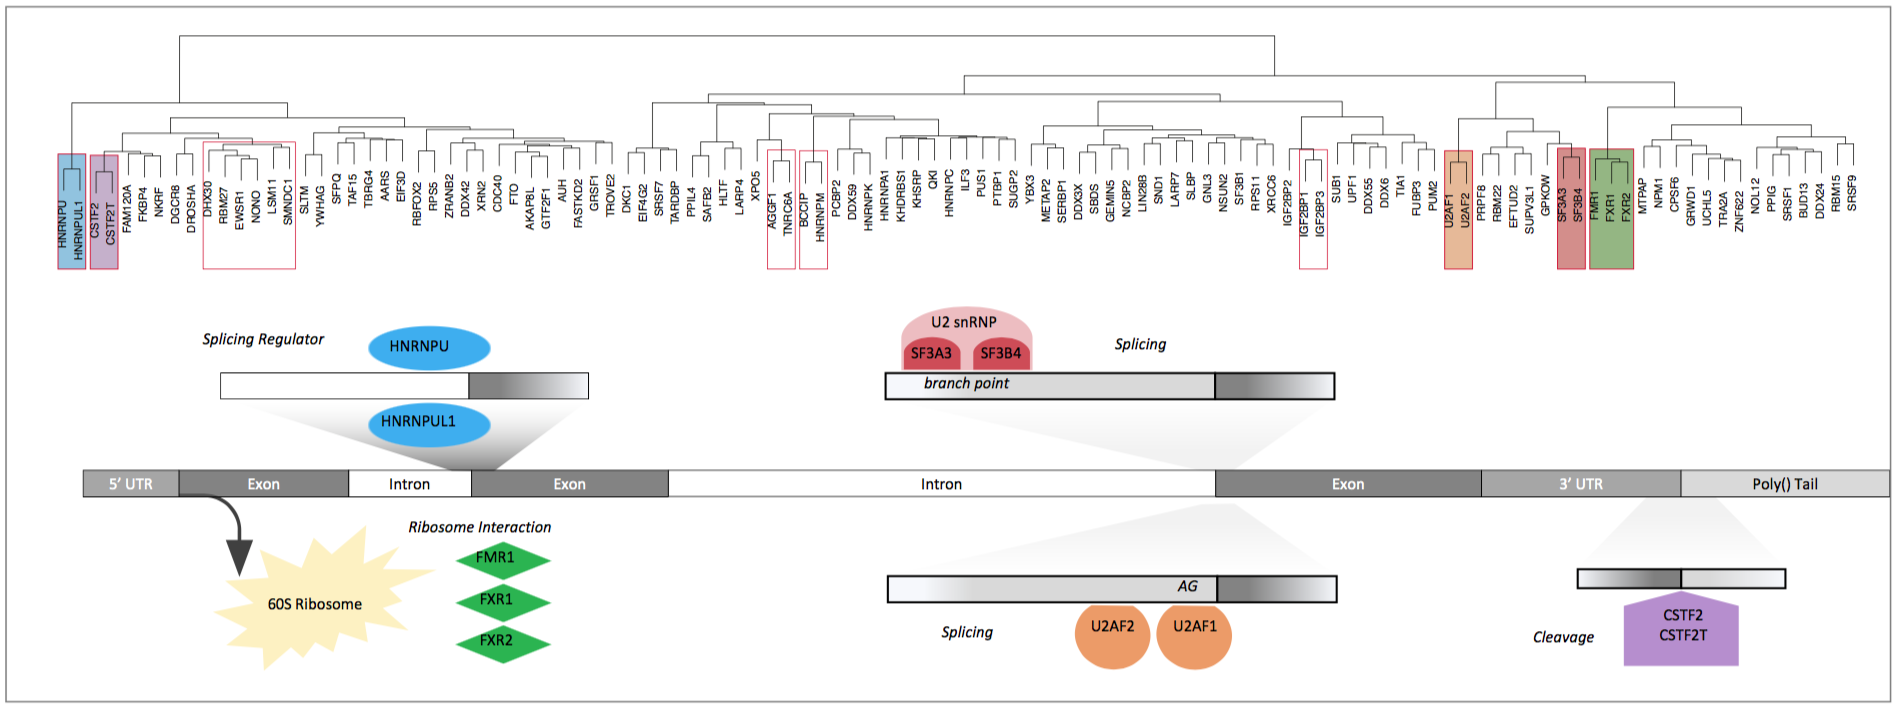 HNRNPU
HNRNPUL1
CSTF2
CSTF2T
FAM120A
FKBP4
NKRF
DGCR8
DROSHA
DHX30
RBM27
EWSR1
NONO
LSM11
SMNDC1
SLTM
YWHAG
SFPQ
TAF15
TBRG4
AARS
EIF3D
RBFOX2
RPS5
ZRANB2
DDX42
XRN2
CDC40
FTO
AKAP8L
GTF2F1
AUH
FASTKD2
GRSF1
TROVE2
DKC1
EIF4G2
SRSF7
TARDBP
PPIL4
SAFB2
HLTF
LARP4
XPO5
AGGF1
TNRC6A
BCCIP
HNRNPM
PCBP2
DDX59
HNRNPK
HNRNPA1
KHDRBS1
KHSRP
QKI
HNRNPC
ILF3
PUS1
PTBP1
SUGP2
YBX3
METAP2
SERBP1
DDX3X
SBDS
GEMIN5
NCBP2
LIN28B
SND1
LARP7
SLBP
GNL3
NSUN2
SF3B1
RPS11
XRCC6
IGF2BP2
IGF2BP1
IGF2BP3
SUB1
UPF1
DDX55
DDX6
TIA1
FUBP3
PUM2
U2AF1
U2AF2
PRPF8
RBM22
EFTUD2
SUPV3L1
GPKOW
SF3A3
SF3B4
FMR1
FXR1
FXR2
MTPAP
NPM1
CPSF6
GRWD1
UCHL5
TRA2A
ZNF622
NOL12
PPIG
SRSF1
BUD13
DDX24
RBM15
SRSF9
Splicing Regulator
HNRNPU
HNRNPUL1
U2 snRNP
SF3A3
SF3B4
Splicing
branch point
5' UTR
Exon
Intron
Exon
Intron
Exon
3' UTR
Poly() Tail
Ribosome Interaction
60S Ribosome
FMR1
FXR1
FXR2
AG
U2AF2
U2AF1
Splicing
Cleavage
CSTF2
CSTF2T